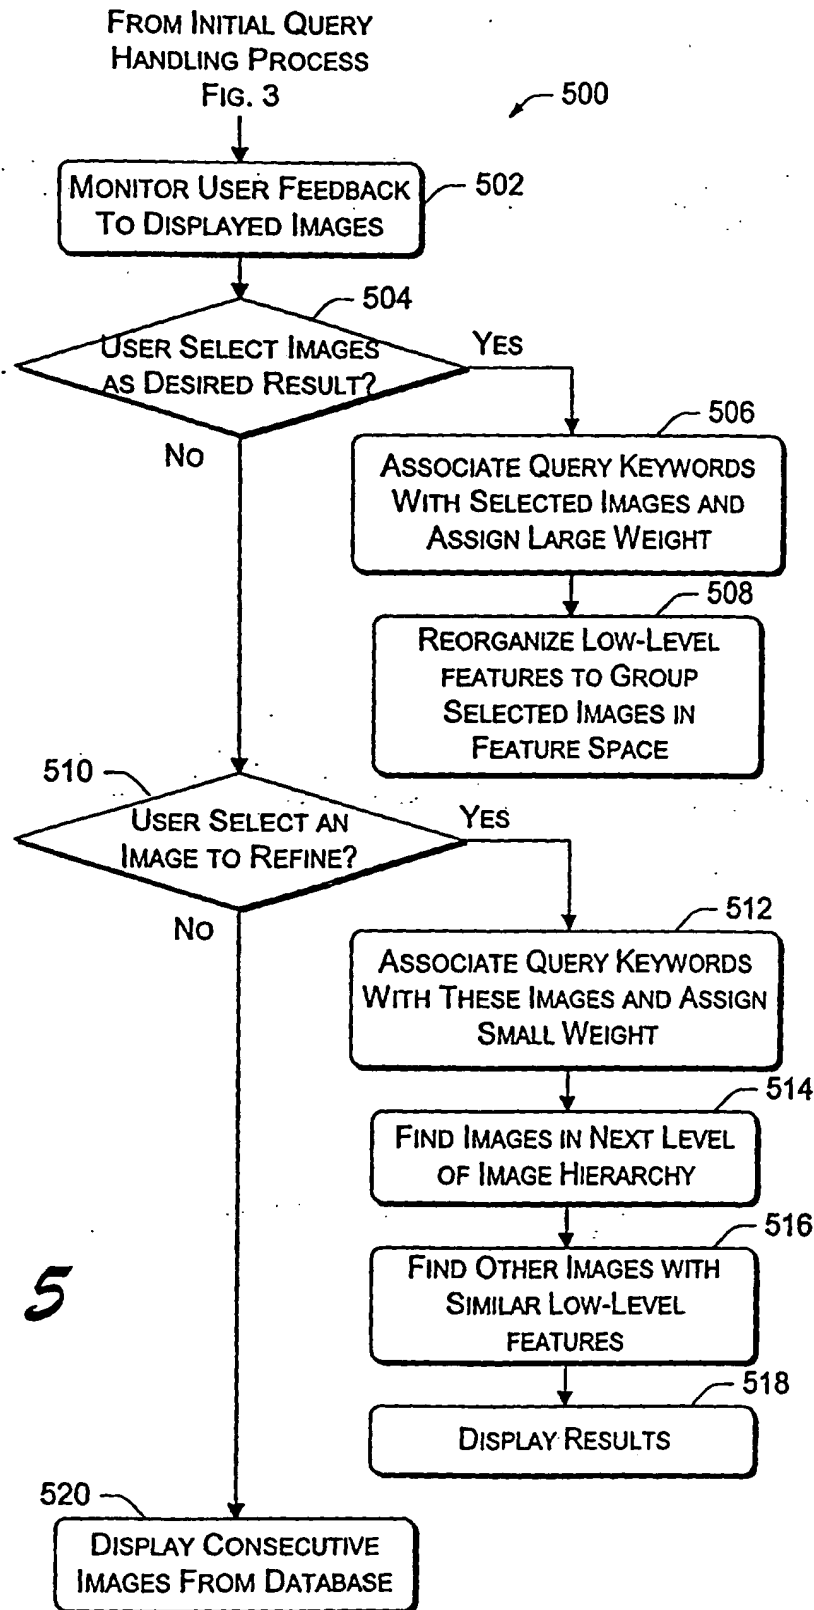 FROM INITIAL QUERY
HANDLING PROCESS
FIG. 3
500
MONITOR USER FEEDBACK
TO DISPLAYED IMAGES
502
504
USER SELECT IMAGES
AS DESIRED RESULT?
YES
NO
506
ASSOCIATE QUERY KEYWORDS
WITH SELECTED IMAGES AND
ASSIGN LARGE WEIGHT
508
REORGANIZE LOW-LEVEL
FEATURES TO GROUP
SELECTED IMAGES IN
FEATURE SPACE
510
USER SELECT AN
IMAGE TO REFINE?
YES
NO
512
ASSOCIATE QUERY KEYWORDS
WITH THESE IMAGES AND ASSIGN
SMALL WEIGHT
514
FIND IMAGES IN NEXT LEVEL
OF IMAGE HIERARCHY
516
FIND OTHER IMAGES WITH
SIMILAR LOW-LEVEL
FEATURES
5
518
DISPLAY RESULTS
520
DISPLAY CONSECUTIVE
IMAGES FROM DATABASE